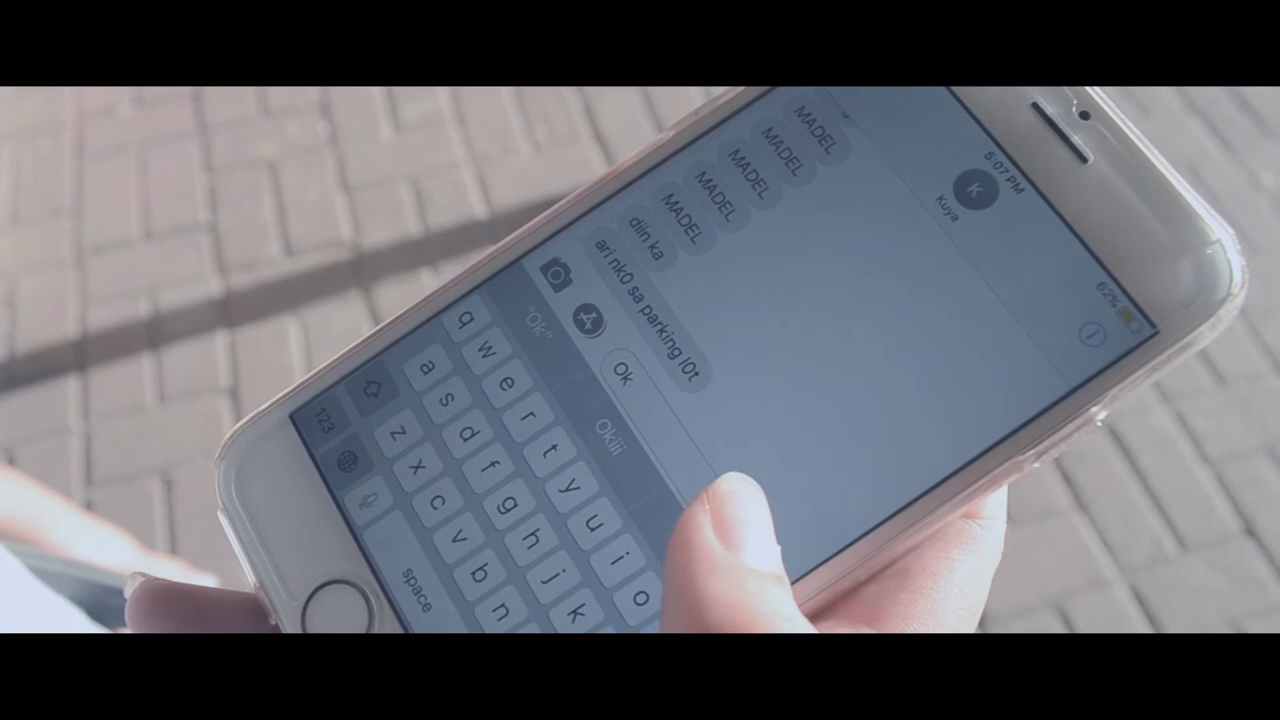 5:07 PM
62%
K
Kuya
MADEL
MADEL
MADEL
MADEL
diin ka
ari nk0 sa parking l0t
Ok
"Ok"
Okiii
q w e r t y u i o
a s d f g h j k
z x c v b n
123
space